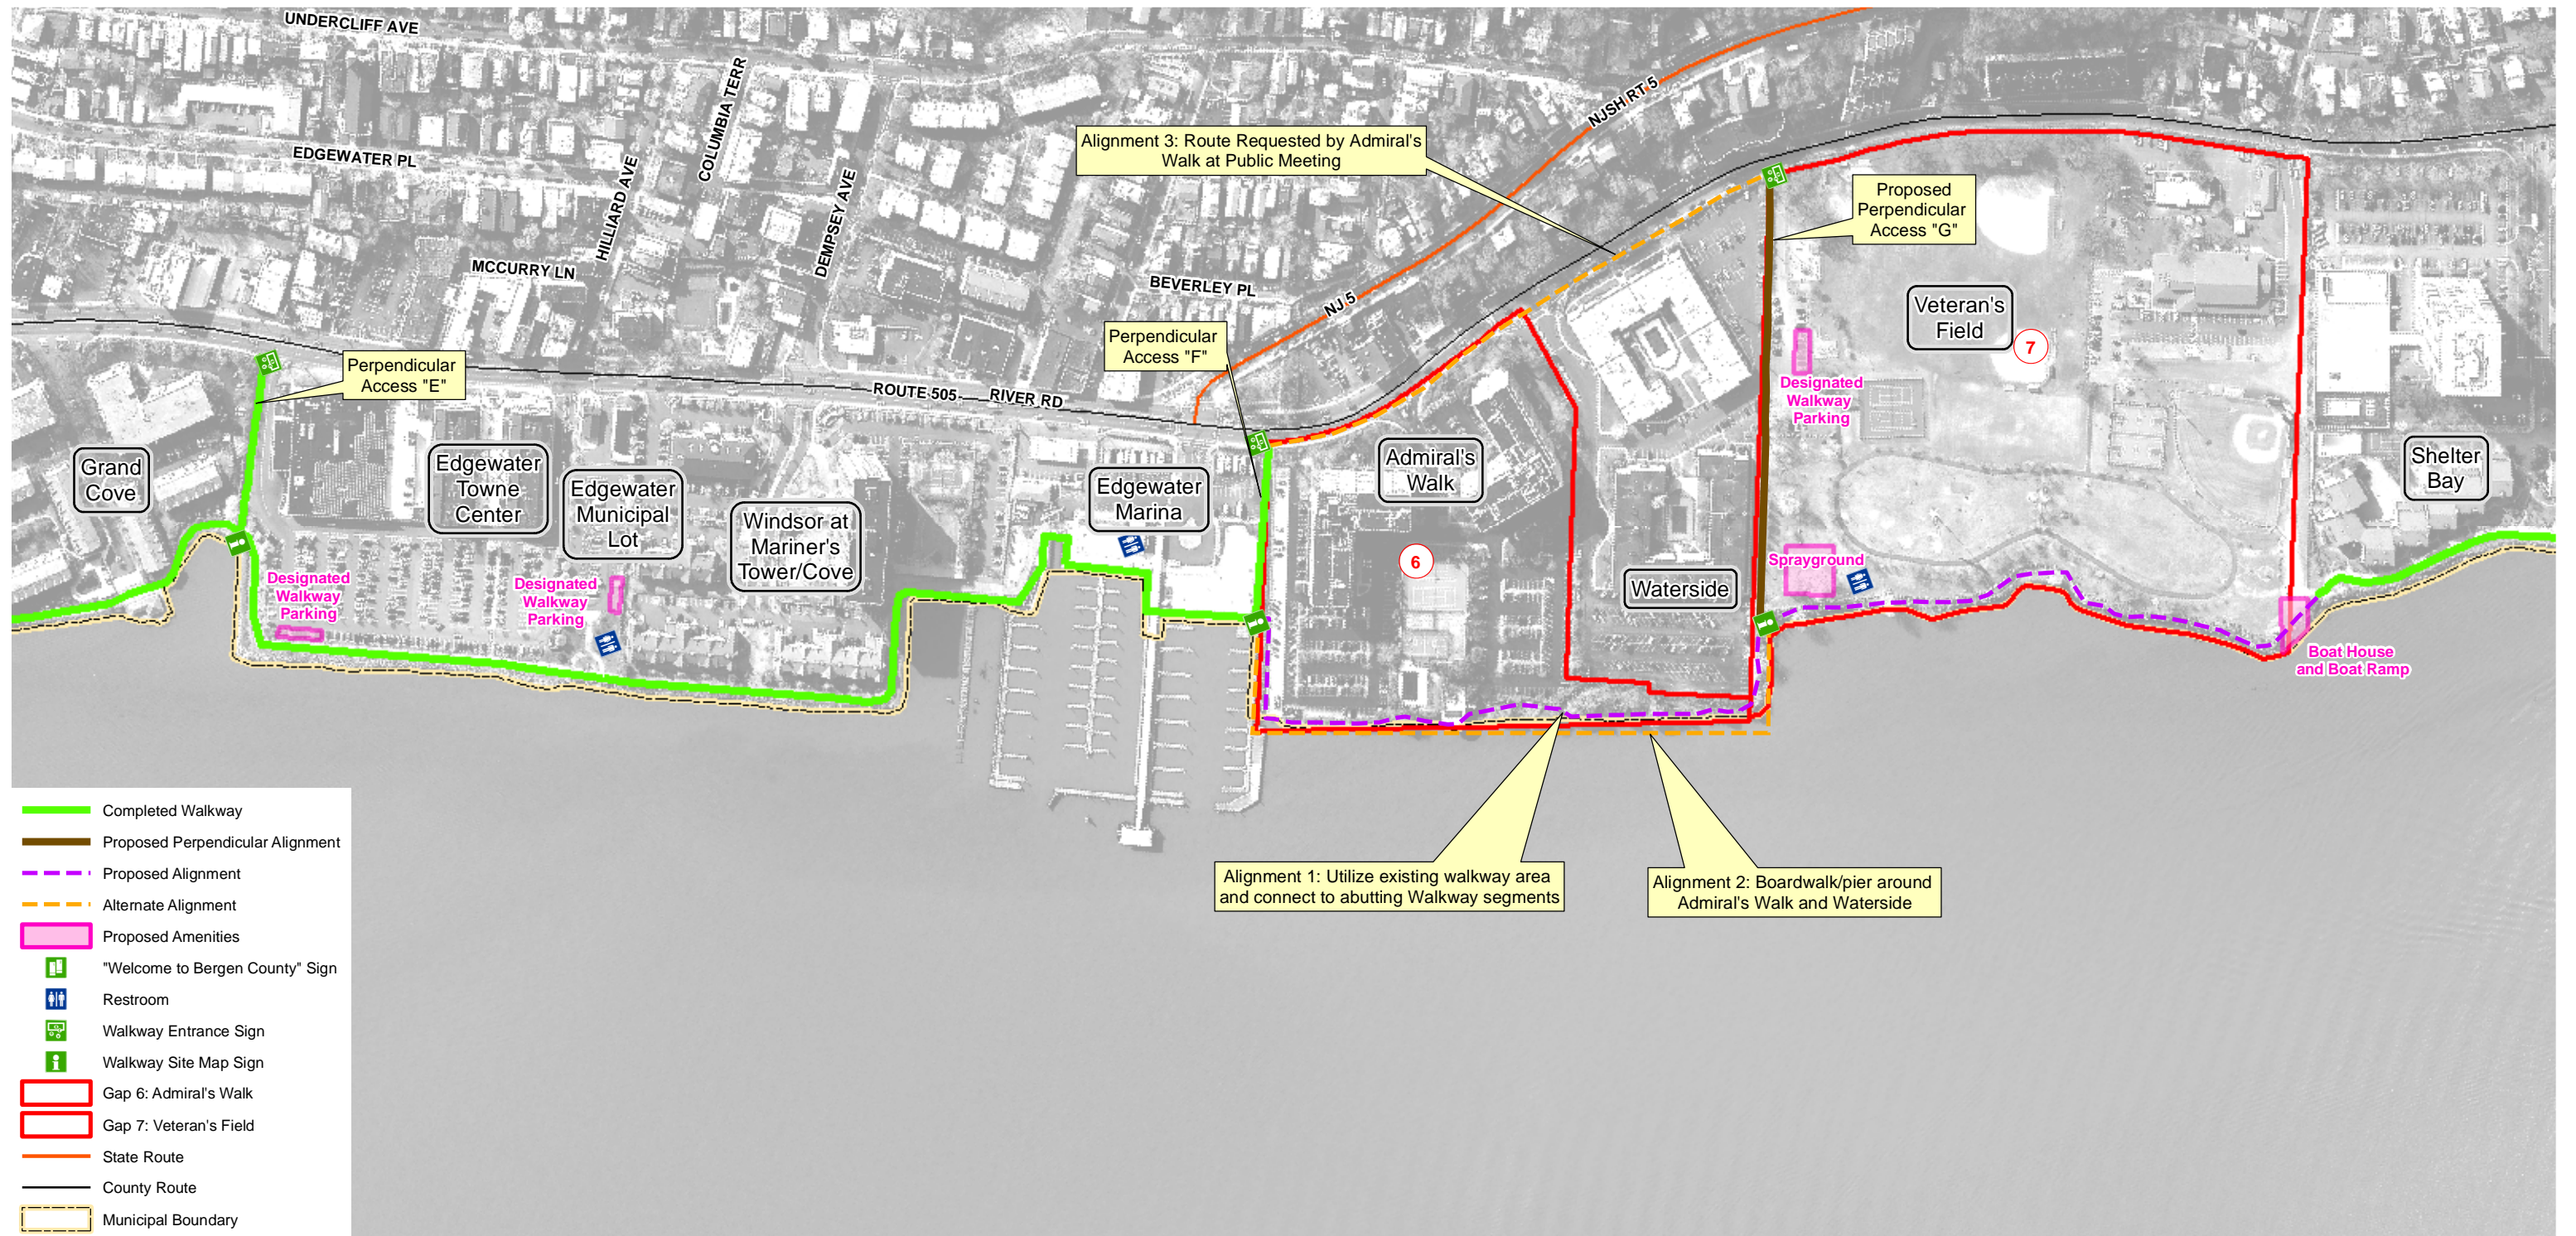 UNDERCLIFF AVE
EDGEWATER PL
COLUMBIA TERR
HILLIARD AVE
DEMPSEY AVE
MCCURRY LN
BEVERLEY PL
NJ 5
NJSH RT 5
ROUTE 505
RIVER RD
Alignment 3: Route Requested by Admiral's
Walk at Public Meeting
Proposed
Perpendicular
Access "G"
Perpendicular
Access "E"
Perpendicular
Access "F"
Grand
Cove
Edgewater
Towne
Center
Edgewater
Municipal
Lot
Windsor at
Mariner's
Tower/Cove
Edgewater
Marina
Admiral's
Walk
Waterside
Veteran's
Field
Shelter
Bay
6
7
Designated
Walkway
Parking
Designated
Walkway
Parking
Designated
Walkway
Parking
Sprayground
Boat House
and Boat Ramp
Alignment 1: Utilize existing walkway area
and connect to abutting Walkway segments
Alignment 2: Boardwalk/pier around
Admiral's Walk and Waterside
Completed Walkway
Proposed Perpendicular Alignment
Proposed Alignment
Alternate Alignment
Proposed Amenities
"Welcome to Bergen County" Sign
Restroom
Walkway Entrance Sign
Walkway Site Map Sign
Gap 6: Admiral's Walk
Gap 7: Veteran's Field
State Route
County Route
Municipal Boundary